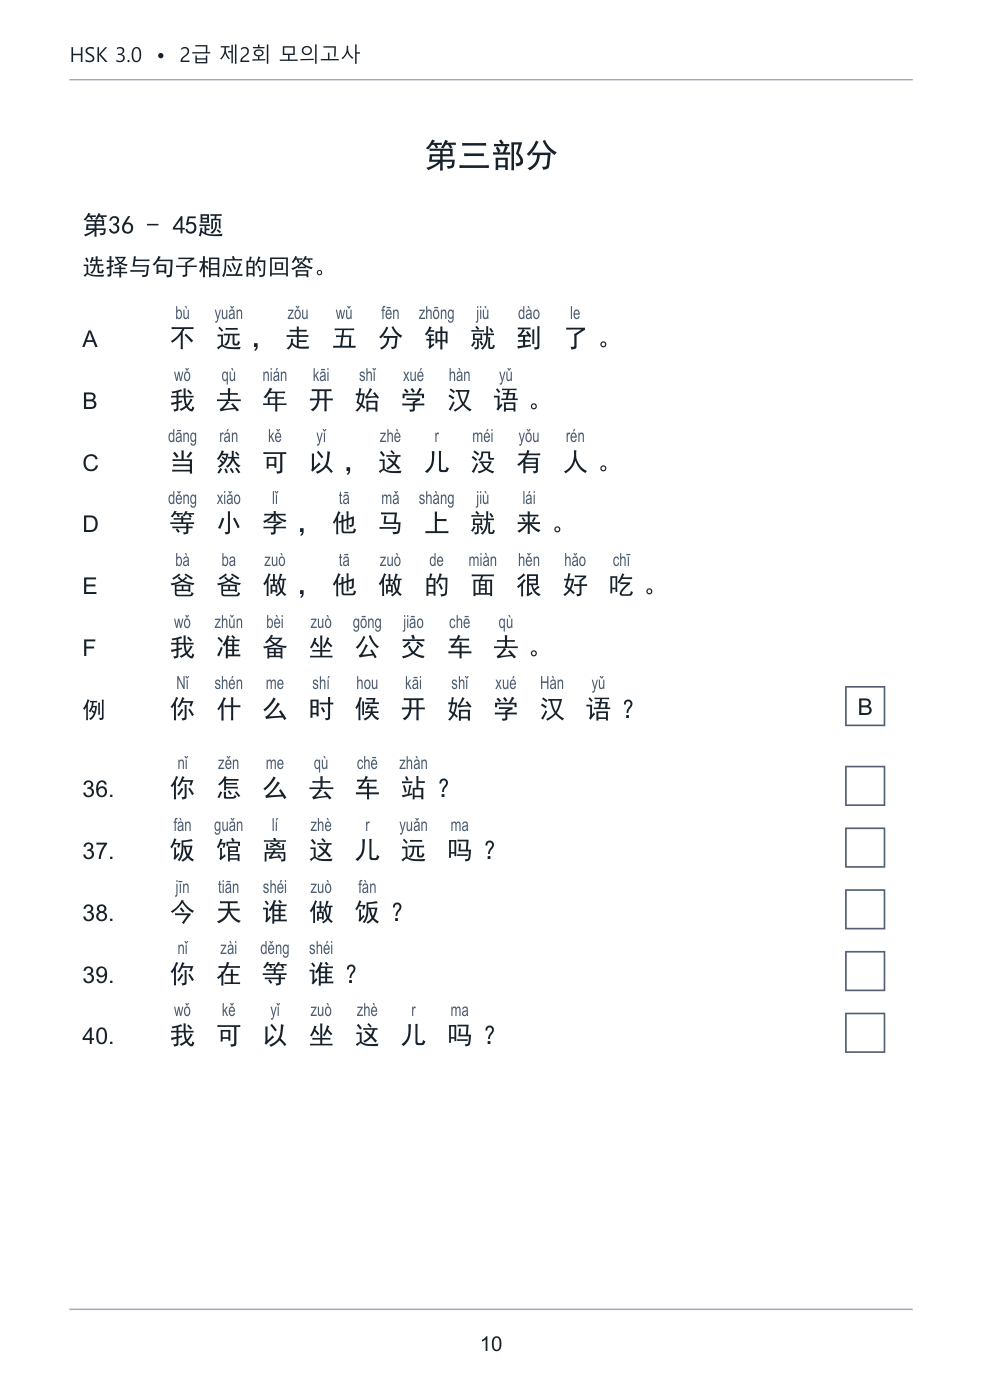 HSK 3.0 • 2급 제2회 모의고사
第三部分
第36 － 45题
选择与句子相应的回答。
bù yuǎn zǒu wǔ fēn zhōng jiù dào le
A 不远，走五分钟就到了。
wǒ qù nián kāi shǐ xué hàn yǔ
B 我去年开始学汉语。
dāng rán kě yǐ zhè r méi yǒu rén
C 当然可以，这儿没有人。
děng xiǎo lǐ tā mǎ shàng jiù lái
D 等小李，他马上就来。
bà ba zuò tā zuò de miàn hěn hǎo chī
E 爸爸做，他做的面很好吃。
wǒ zhǔn bèi zuò gōng jiāo chē qù
F 我准备坐公交车去。
Nǐ shén me shí hou kāi shǐ xué Hàn yǔ
例 你什么时候开始学汉语？ B
nǐ zěn me qù chē zhàn
36. 你怎么去车站？
fàn guǎn lí zhè r yuǎn ma
37. 饭馆离这儿远吗？
jīn tiān shéi zuò fàn
38. 今天谁做饭？
nǐ zài děng shéi
39. 你在等谁？
wǒ kě yǐ zuò zhè r ma
40. 我可以坐这儿吗？
10